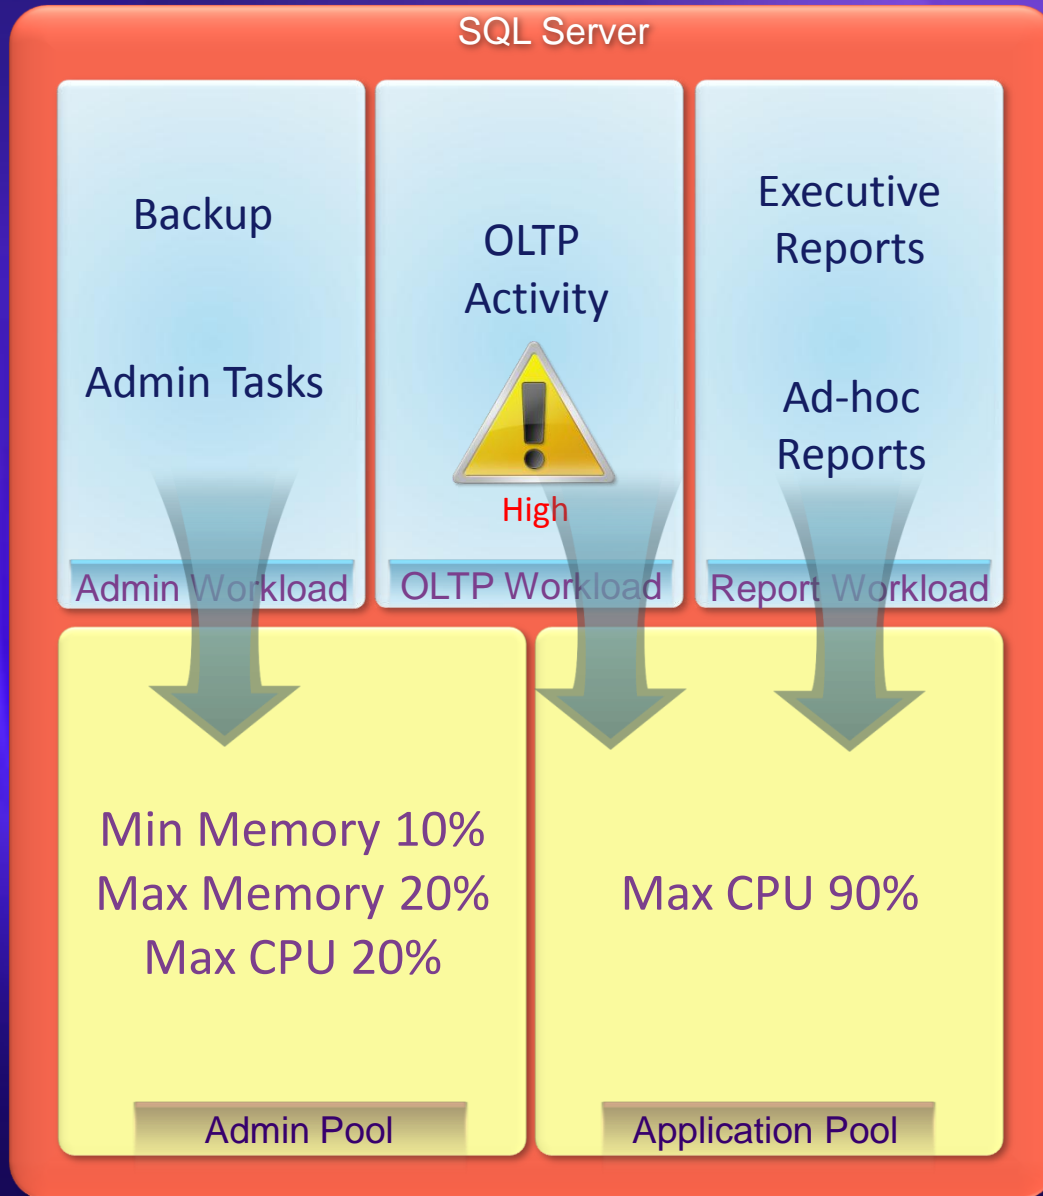 SQL Server
Backup
Admin Tasks
Admin Workload
OLTP
Activity
High
OLTP Workload
Executive
Reports
Ad-hoc
Reports
Report Workload
Min Memory 10%
Max Memory 20%
Max CPU 20%
Admin Pool
Max CPU 90%
Application Pool